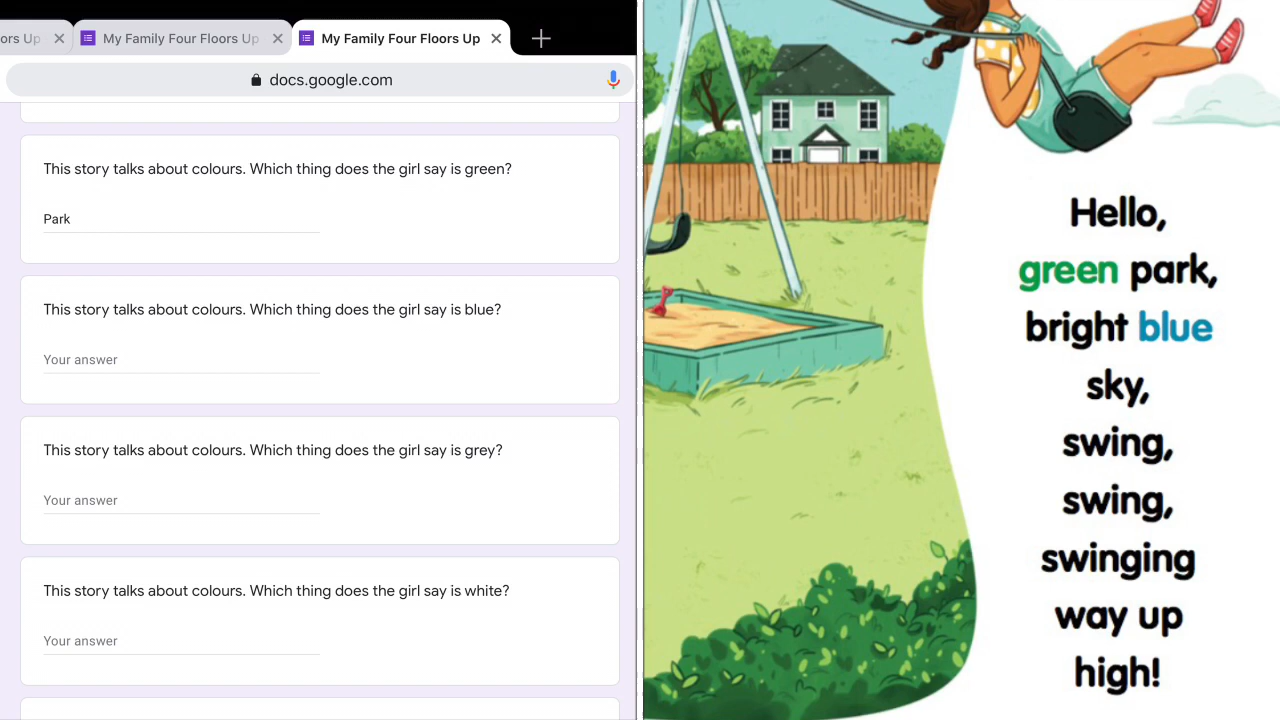 ors Up
My Family Four Floors Up
My Family Four Floors Up
docs.google.com
This story talks about colours. Which thing does the girl say is green?
Park
This story talks about colours. Which thing does the girl say is blue?
Your answer
This story talks about colours. Which thing does the girl say is grey?
Your answer
This story talks about colours. Which thing does the girl say is white?
Your answer
Hello,
green park,
bright blue
sky,
swing,
swing,
swinging
way up
high!